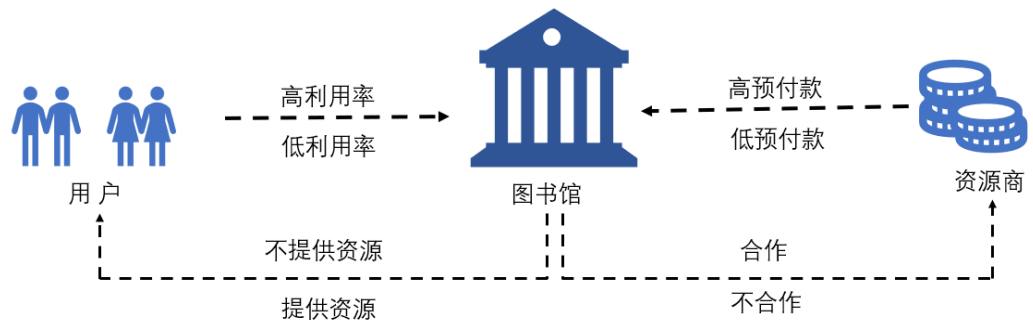 高利用率
低利用率
高预付款
低预付款
用户
图书馆
资源商
不提供资源
提供资源
合作
不合作